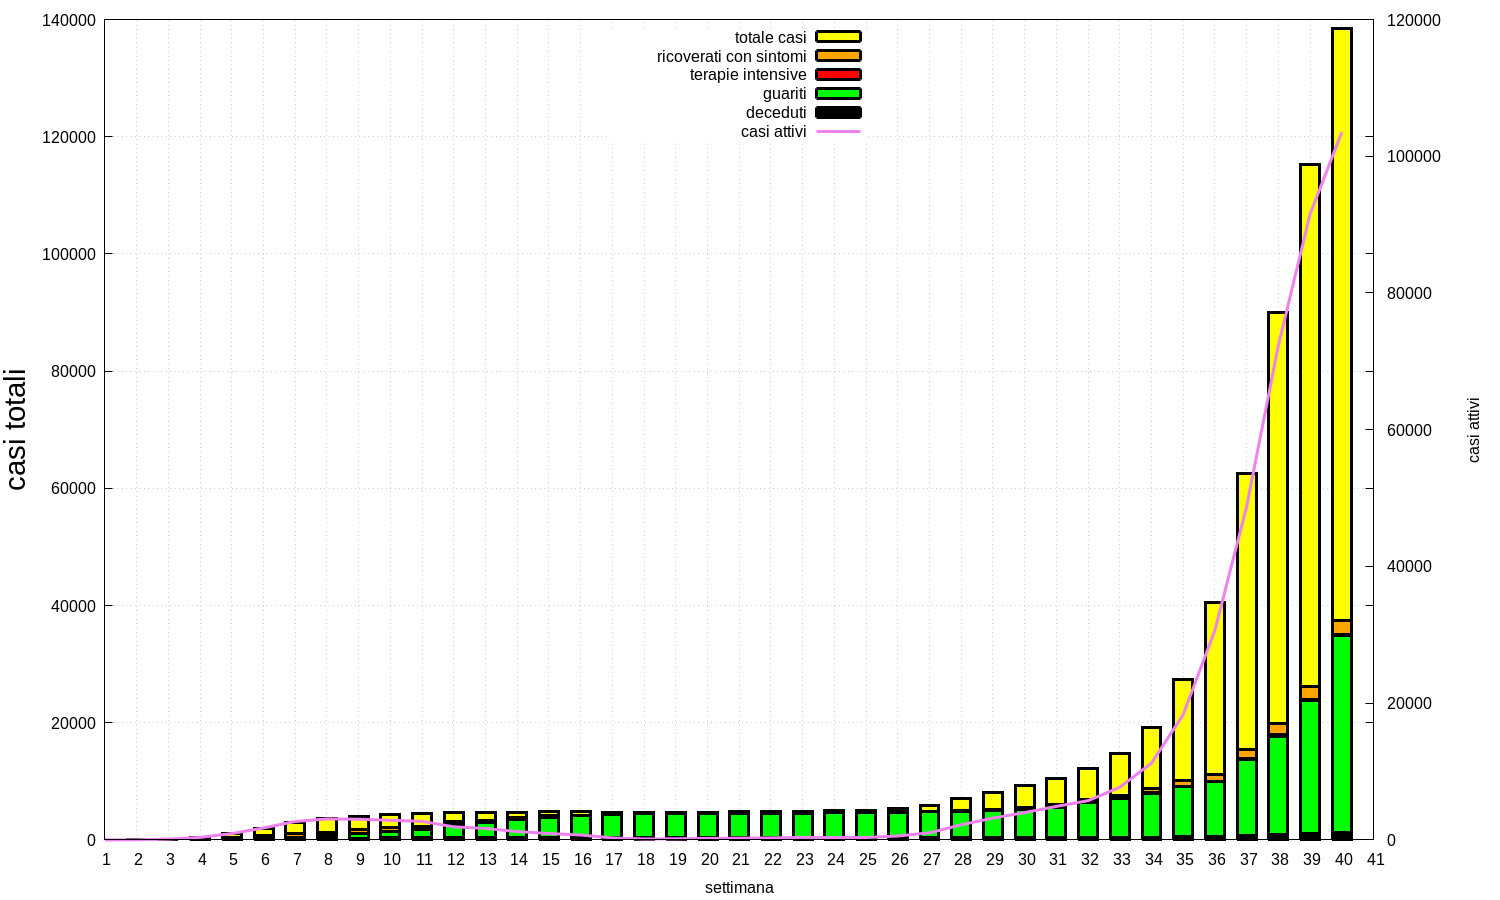 140000
120000
100000
80000
60000
40000
20000
0
casi totali
totale casi
ricoverati con sintomi
terapie intensive
guariti
deceduti
casi attivi
120000
100000
80000
60000
40000
20000
0
casi attivi
1 2 3 4 5 6 7 8 9 10 11 12 13 14 15 16 17 18 19 20 21 22 23 24 25 26 27 28 29 30 31 32 33 34 35 36 37 38 39 40 41
settimana